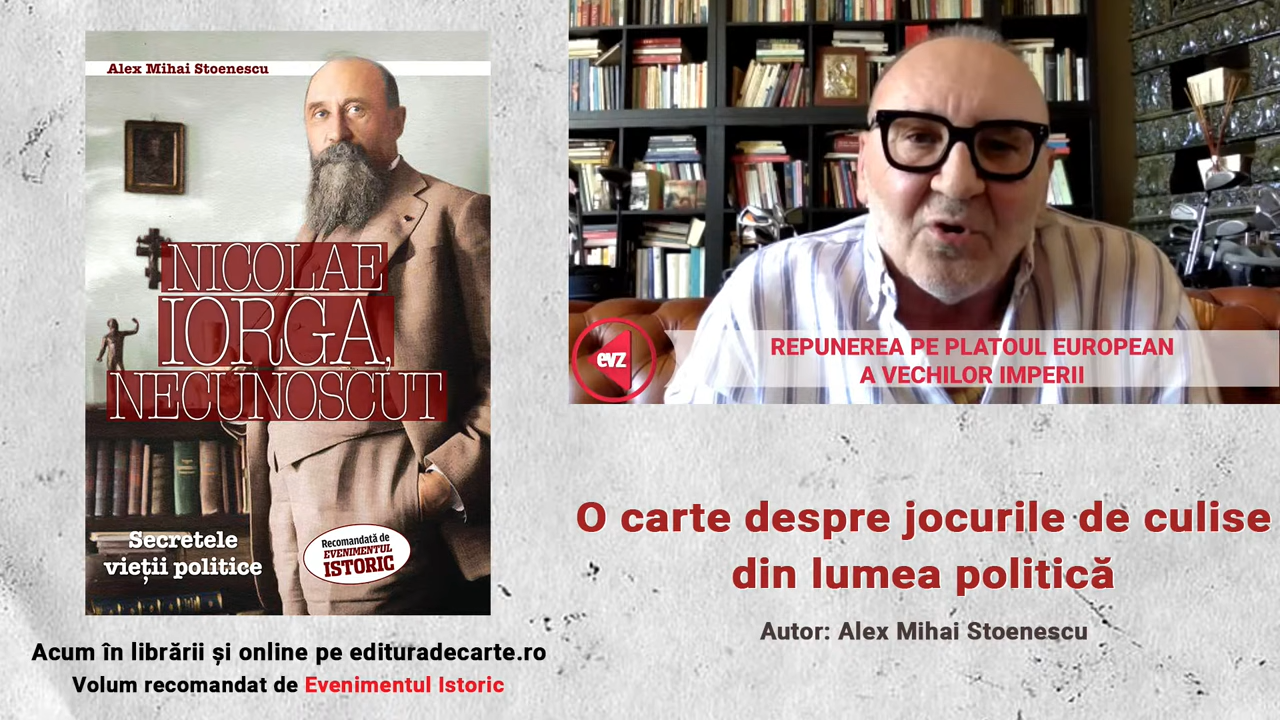 Alex Mihai Stoenescu
NICOLAE
IORGA,
NECUNOSCUT
Secretele
vieții politice
Recomandată de
EVENIMENTUL
ISTORIC
Acum în librării și online pe edituradecarte.ro
Volum recomandat de Evenimentul Istoric
evz
REPUNEREA PE PLATOUL EUROPEAN
A VECHILOR IMPERII
O carte despre jocurile de culise
din lumea politică
Autor: Alex Mihai Stoenescu